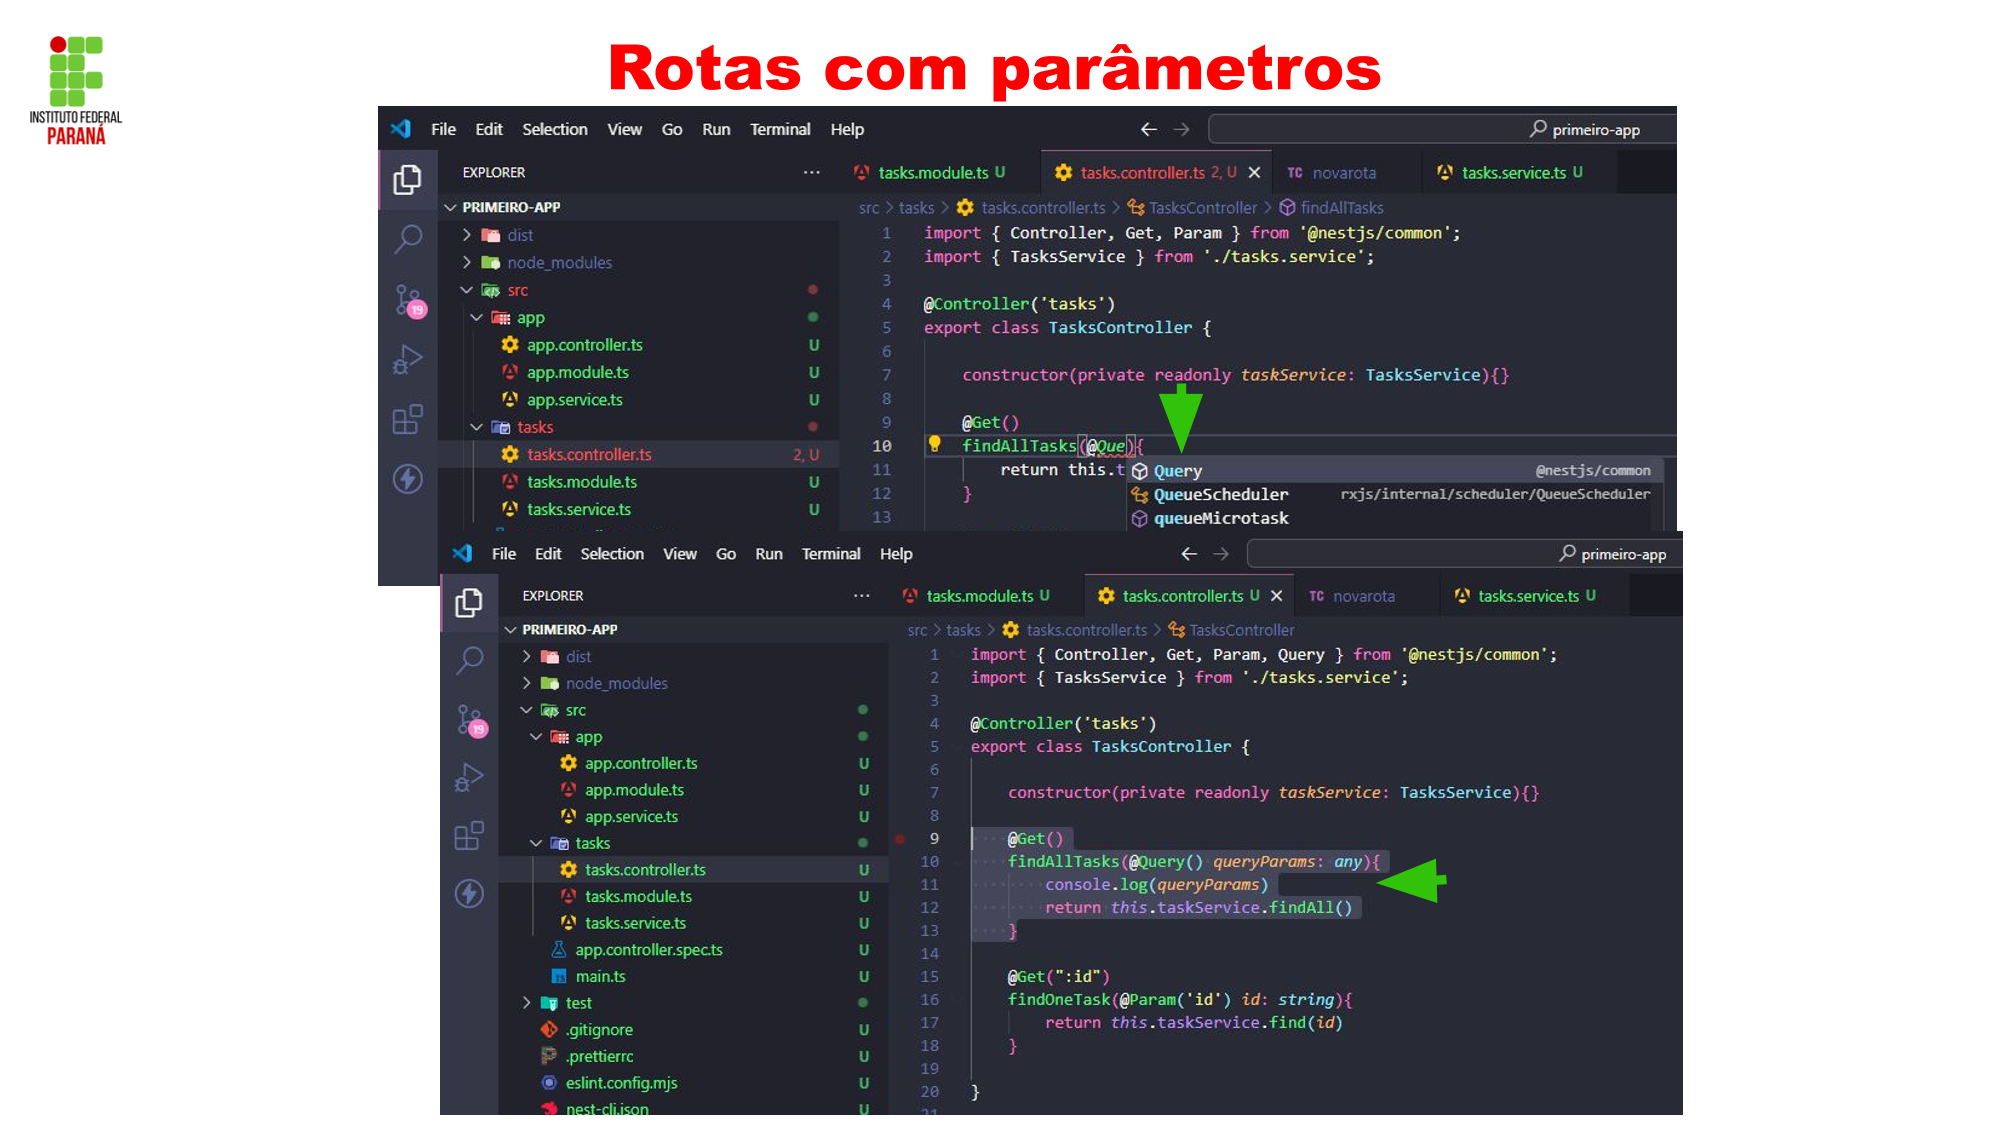 INSTITUTO FEDERAL
PARANÁ
Rotas com parâmetros
File Edit Selection View Go Run Terminal Help
primeiro-app
EXPLORER ···
tasks.module.ts U
tasks.controller.ts 2, U
TC novarota
tasks.service.ts U
PRIMEIRO-APP
dist
node_modules
src
app
app.controller.ts U
app.module.ts U
app.service.ts U
tasks
tasks.controller.ts 2, U
tasks.module.ts U
tasks.service.ts U
19
src > tasks > tasks.controller.ts > TasksController > findAllTasks
1 import { Controller, Get, Param } from '@nestjs/common';
2 import { TasksService } from './tasks.service';
3
4 @Controller('tasks')
5 export class TasksController {
6
7 constructor(private readonly taskService: TasksService){}
8
9 @Get()
10 findAllTasks(@Que){
11 return this.t
12 }
13
Query @nestjs/common
QueueScheduler rxjs/internal/scheduler/QueueScheduler
queueMicrotask
File Edit Selection View Go Run Terminal Help
primeiro-app
EXPLORER ···
tasks.module.ts U
tasks.controller.ts U
TC novarota
tasks.service.ts U
PRIMEIRO-APP
dist
node_modules
src
app
app.controller.ts U
app.module.ts U
app.service.ts U
tasks
tasks.controller.ts U
tasks.module.ts U
tasks.service.ts U
app.controller.spec.ts U
TS main.ts U
test
.gitignore U
.prettierrc U
eslint.config.mjs U
nest-cli.json U
19
src > tasks > tasks.controller.ts > TasksController
1 import { Controller, Get, Param, Query } from '@nestjs/common';
2 import { TasksService } from './tasks.service';
3
4 @Controller('tasks')
5 export class TasksController {
6
7 constructor(private readonly taskService: TasksService){}
8
9 @Get()
10 findAllTasks(@Query() queryParams: any){
11 console.log(queryParams)
12 return this.taskService.findAll()
13 }
14
15 @Get(":id")
16 findOneTask(@Param('id') id: string){
17 return this.taskService.find(id)
18 }
19
20 }
21